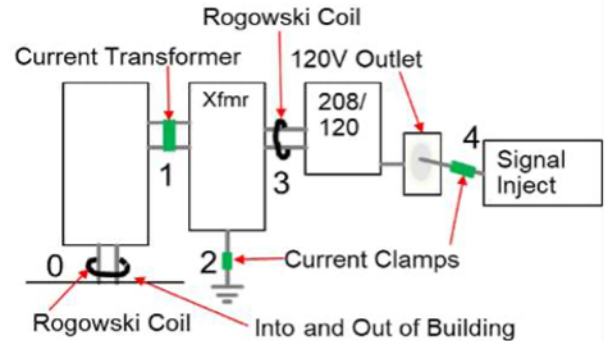 Rogowski Coil
Current Transformer
120V Outlet
Xfmr
208/
120
4
Signal
Inject
1
3
0
2
Current Clamps
Rogowski Coil
Into and Out of Building